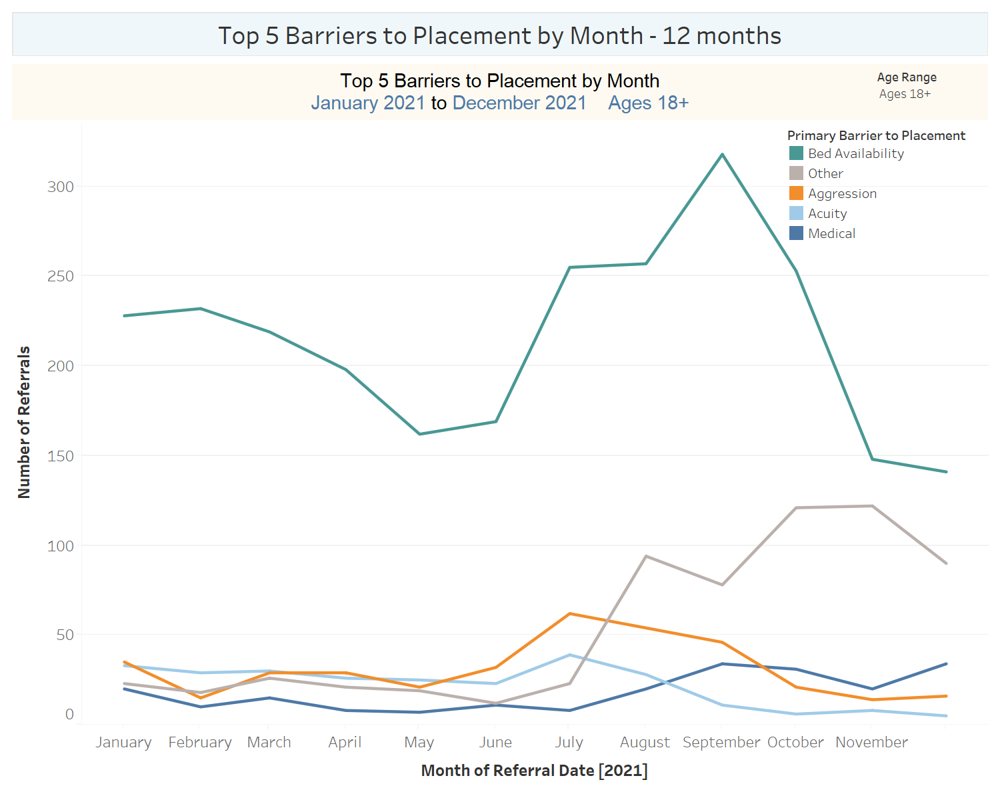 Top 5 Barriers to Placement by Month - 12 months
Top 5 Barriers to Placement by Month
January 2021 to December 2021 Ages 18+
Age Range
Ages 18+
Primary Barrier to Placement
Bed Availability
Other
Aggression
Acuity
Medical
Number of Referrals
300
250
200
150
100
50
0
January February March April May June July August September October November
Month of Referral Date [2021]